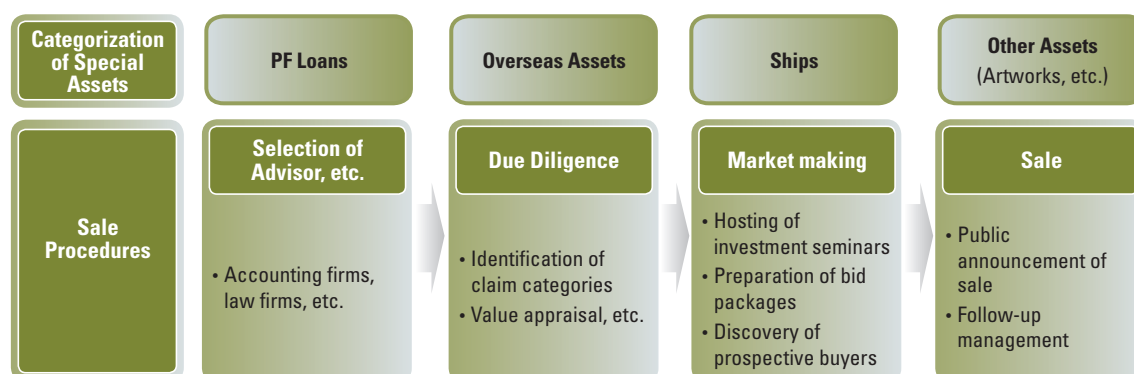 Categorization
of Special
Assets
PF Loans
Overseas Assets
Ships
Other Assets
(Artworks, etc.)
Sale
Procedures
Selection of
Advisor, etc.
• Accounting firms,
law firms, etc.
Due Diligence
• Identification of
claim categories
• Value appraisal, etc.
Market making
• Hosting of
investment seminars
• Preparation of bid
packages
• Discovery of
prospective buyers
Sale
• Public
announcement of
sale
• Follow-up
management